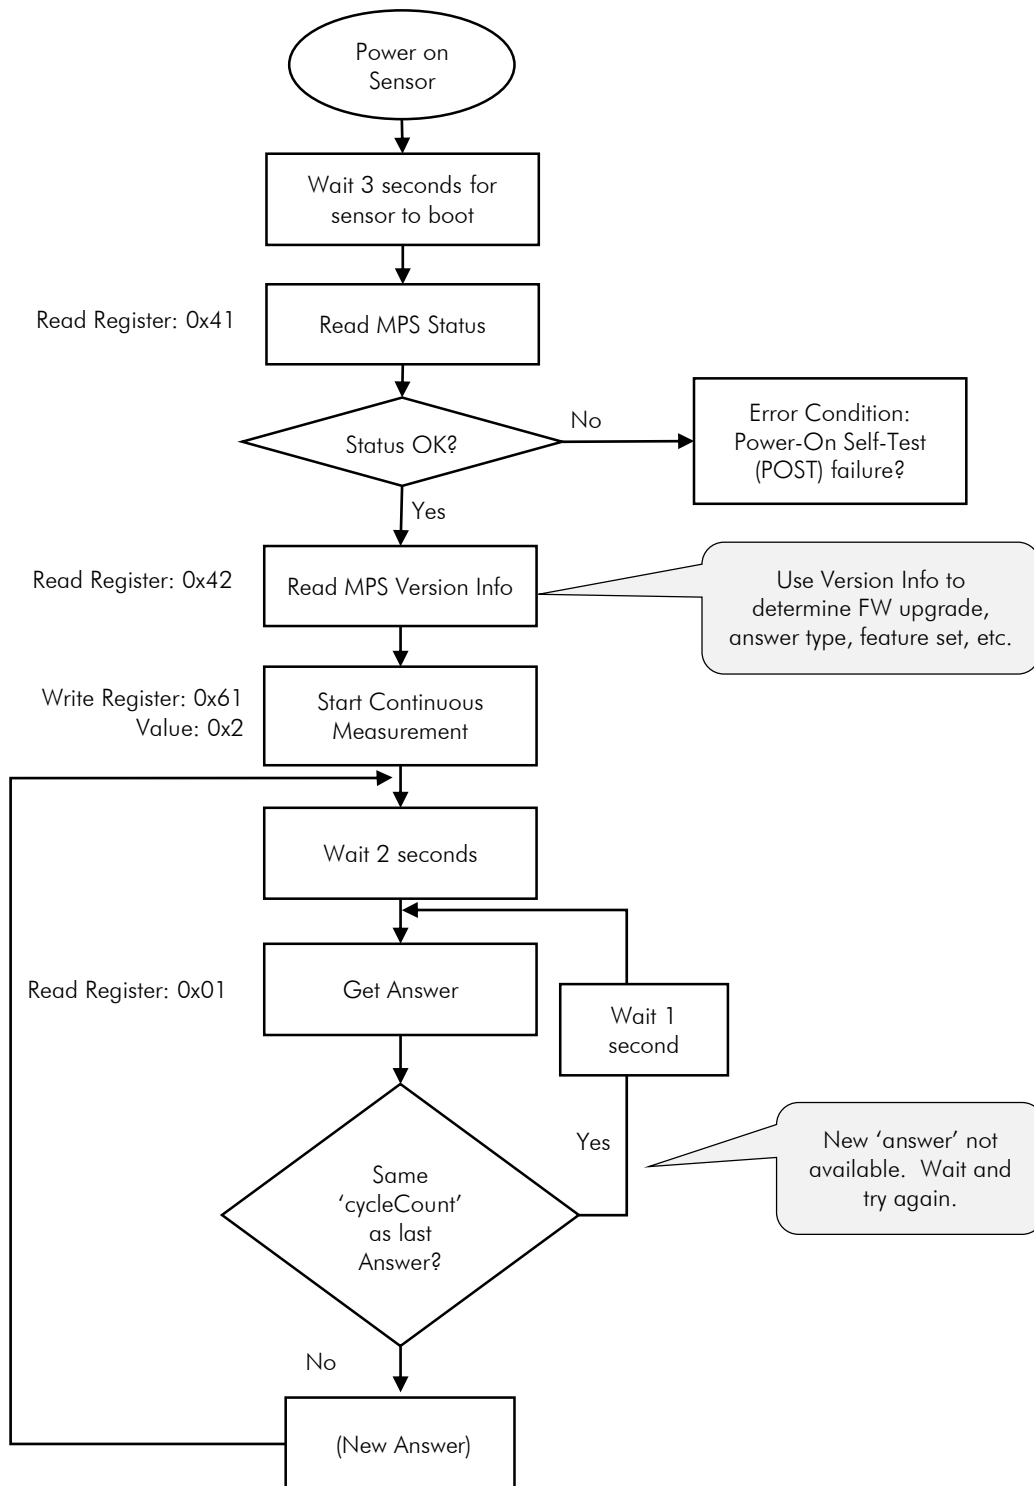 Power on
Sensor
Wait 3 seconds for
sensor to boot
Read Register: 0x41
Read MPS Status
Status OK?
No
Error Condition:
Power-On Self-Test
(POST) failure?
Yes
Read Register: 0x42
Read MPS Version Info
Use Version Info to
determine FW upgrade,
answer type, feature set, etc.
Write Register: 0x61
Value: 0x2
Start Continuous
Measurement
Wait 2 seconds
Read Register: 0x01
Get Answer
Wait 1
second
Yes
New ‘answer’ not
available.  Wait and
try again.
Same
‘cycleCount’
as last
Answer?
No
(New Answer)